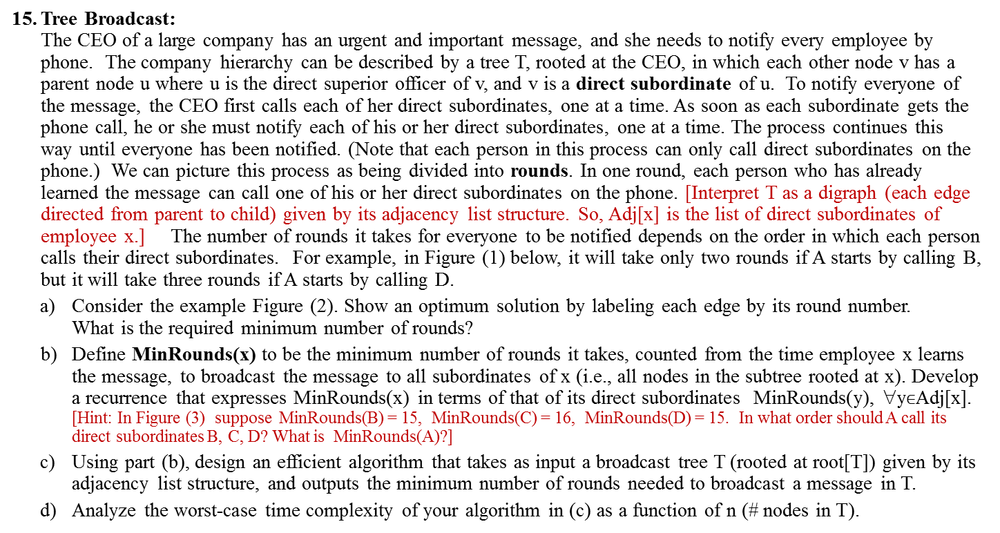 15. Tree Broadcast:
The CEO of a large company has an urgent and important message, and she needs to notify every employee by
phone. The company hierarchy can be described by a tree T, rooted at the CEO, in which each other node v has a
parent node u where u is the direct superior officer of v, and v is a direct subordinate of u. To notify everyone of
the message, the CEO first calls each of her direct subordinates, one at a time. As soon as each subordinate gets the
phone call, he or she must notify each of his or her direct subordinates, one at a time. The process continues this
way until everyone has been notified. (Note that each person in this process can only call direct subordinates on the
phone.) We can picture this process as being divided into rounds. In one round, each person who has already
learned the message can call one of his or her direct subordinates on the phone. [Interpret T as a digraph (each edge
directed from parent to child) given by its adjacency list structure. So, Adj[x] is the list of direct subordinates of
employee x.] The number of rounds it takes for everyone to be notified depends on the order in which each person
calls their direct subordinates. For example, in Figure (1) below, it will take only two rounds if A starts by calling B,
but it will take three rounds if A starts by calling D.
a) Consider the example Figure (2). Show an optimum solution by labeling each edge by its round number.
What is the required minimum number of rounds?
b) Define MinRounds(x) to be the minimum number of rounds it takes, counted from the time employee x learns
the message, to broadcast the message to all subordinates of x (i.e., all nodes in the subtree rooted at x). Develop
a recurrence that expresses MinRounds(x) in terms of that of its direct subordinates MinRounds(y), ∀y∈Adj[x].
[Hint: In Figure (3) suppose MinRounds(B) = 15, MinRounds(C) = 16, MinRounds(D) = 15. In what order should A call its
direct subordinates B, C, D? What is MinRounds(A)?]
c) Using part (b), design an efficient algorithm that takes as input a broadcast tree T (rooted at root[T]) given by its
adjacency list structure, and outputs the minimum number of rounds needed to broadcast a message in T.
d) Analyze the worst-case time complexity of your algorithm in (c) as a function of n (# nodes in T).